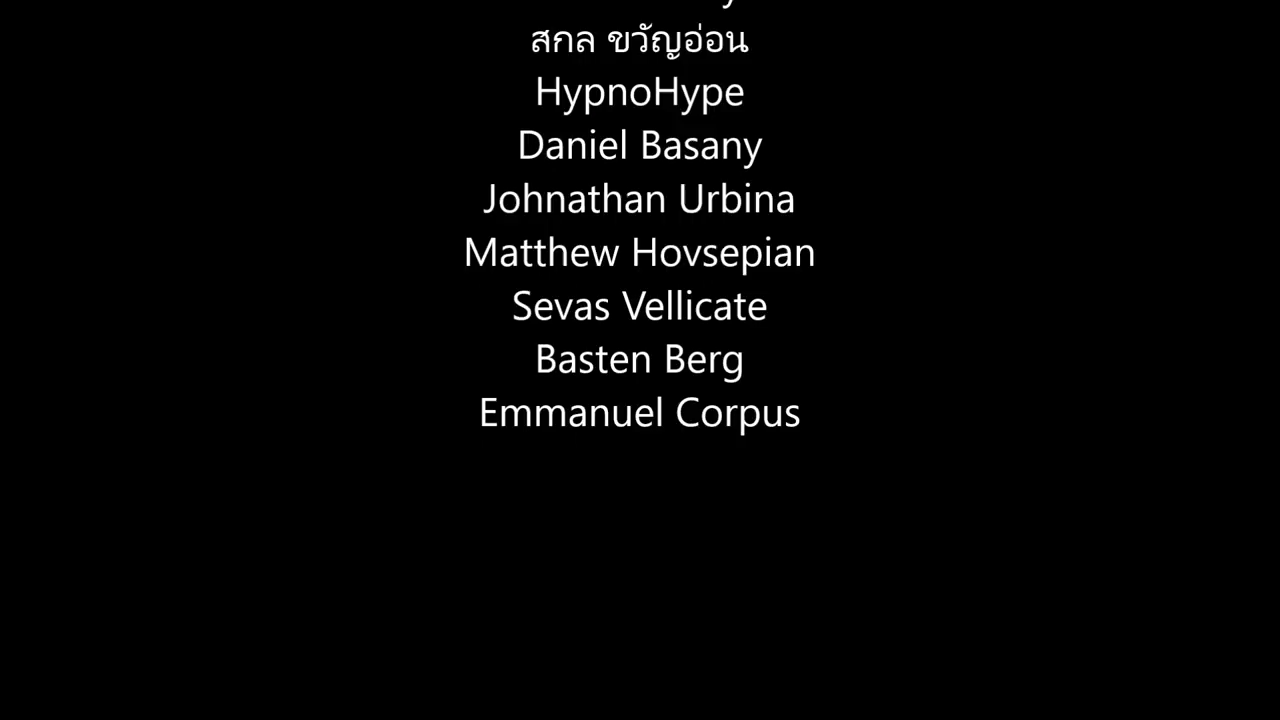 สกล ขวัญอ่อน
HypnoHype
Daniel Basany
Johnathan Urbina
Matthew Hovsepian
Sevas Vellicate
Basten Berg
Emmanuel Corpus